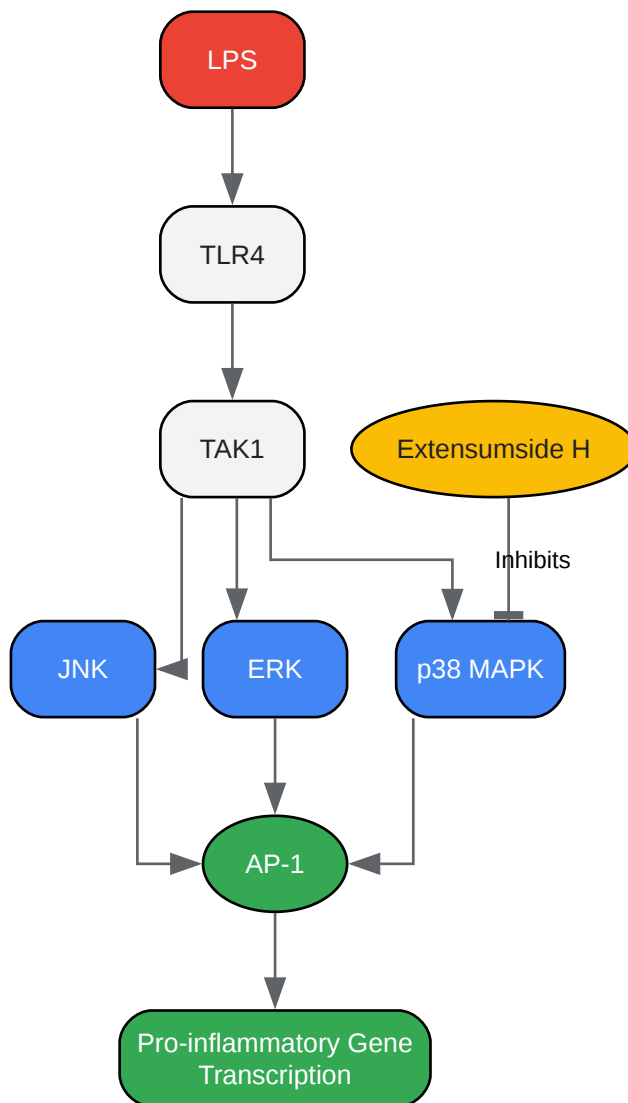 LPS
TLR4
TAK1
Extensumside H
Inhibits
JNK
ERK
p38 MAPK
AP-1
Pro-inflammatory Gene
Transcription